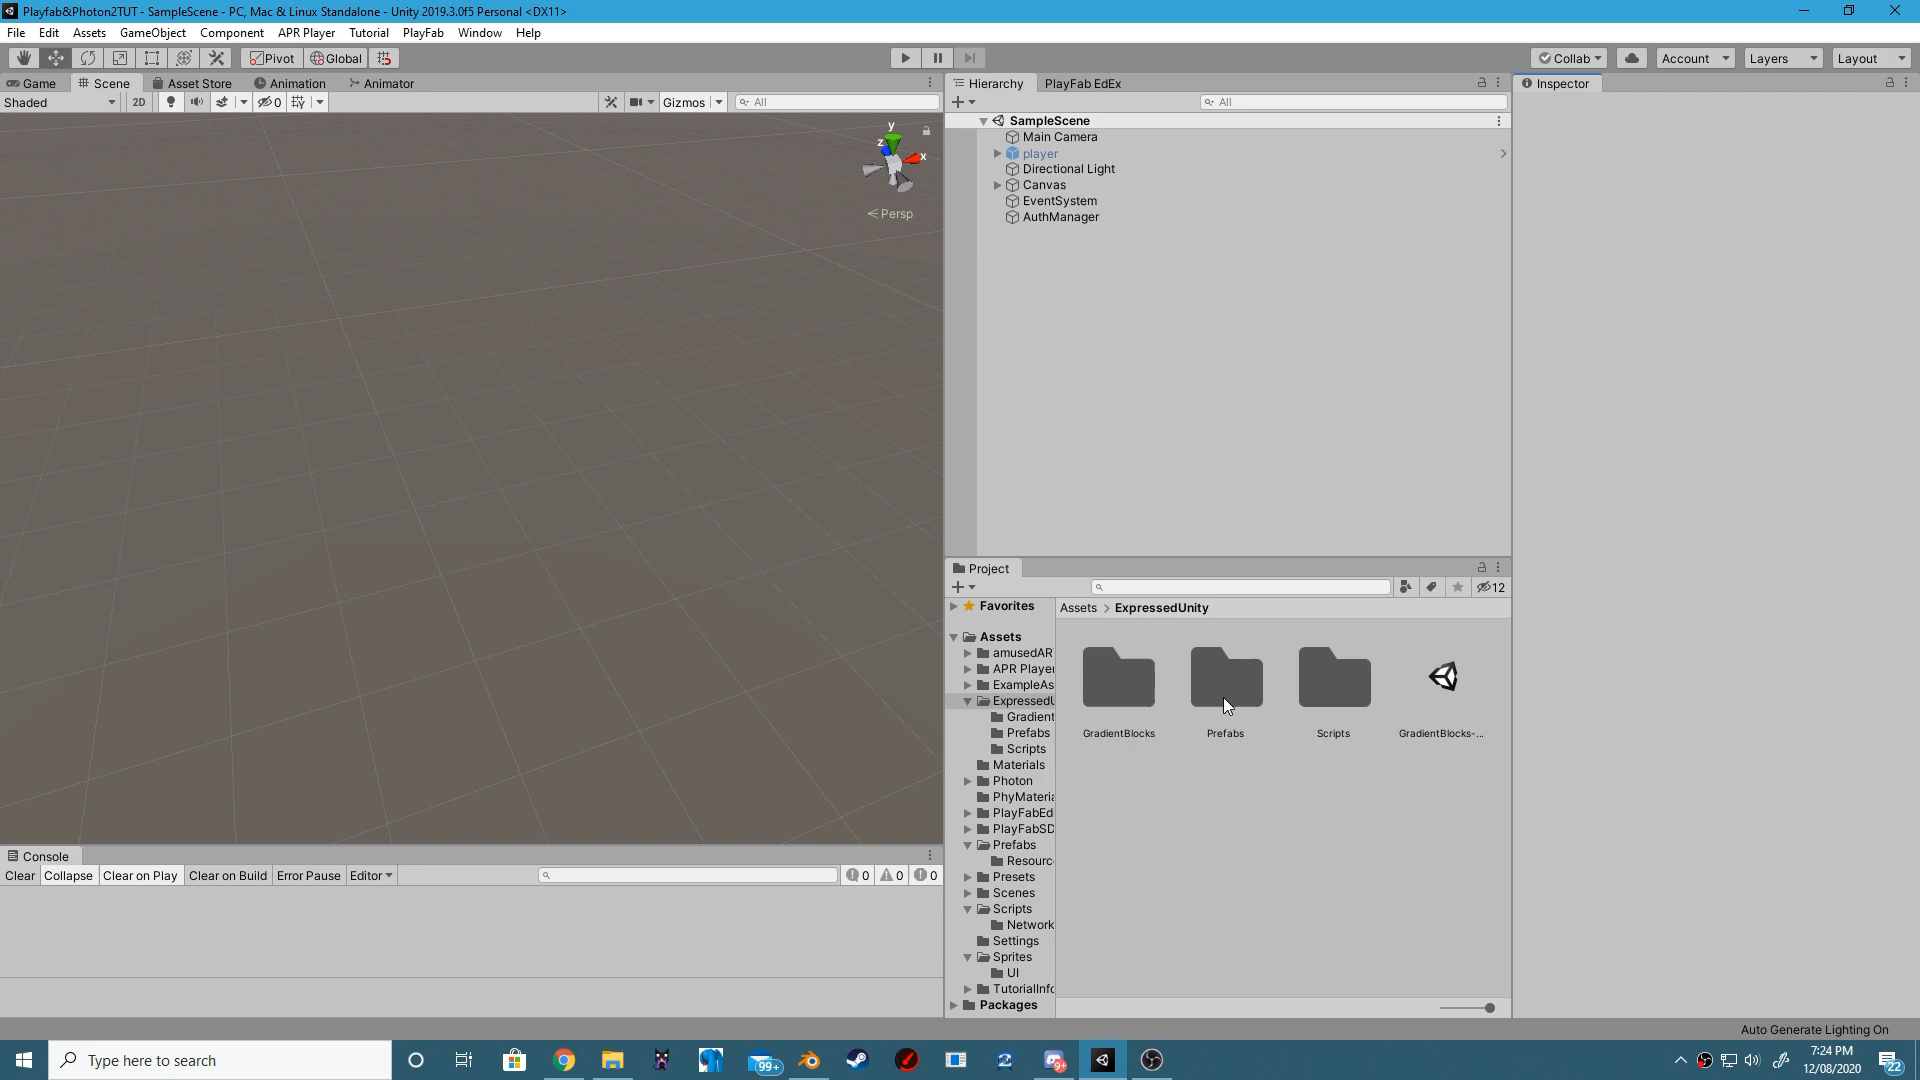 Playfab&Photon2TUT - SampleScene - PC, Mac & Linux Standalone - Unity 2019.3.0f5 Personal <DX11>
File Edit Assets GameObject Component APR Player Tutorial PlayFab Window Help
Pivot Global Collab Account Layers Layout
Game Scene Asset Store Animation Animator
Shaded 2D 0 Gizmos All
y
z
x
Persp
Hierarchy PlayFab EdEx
All
SampleScene
Main Camera
player
Directional Light
Canvas
EventSystem
AuthManager
Inspector
Project
12
Favorites
Assets
amusedAR
APR Player
ExampleAs
ExpressedU
Gradient
Prefabs
Scripts
Materials
Photon
PhyMateria
PlayFabEd
PlayFabSD
Prefabs
Resourc
Presets
Scenes
Scripts
Network
Settings
Sprites
UI
TutorialInfo
Packages
Assets > ExpressedUnity
GradientBlocks Prefabs Scripts GradientBlocks-...
Console
Clear Collapse Clear on Play Clear on Build Error Pause Editor 0 0 0
Auto Generate Lighting On
Type here to search
99+
9+
7:24 PM
12/08/2020
22